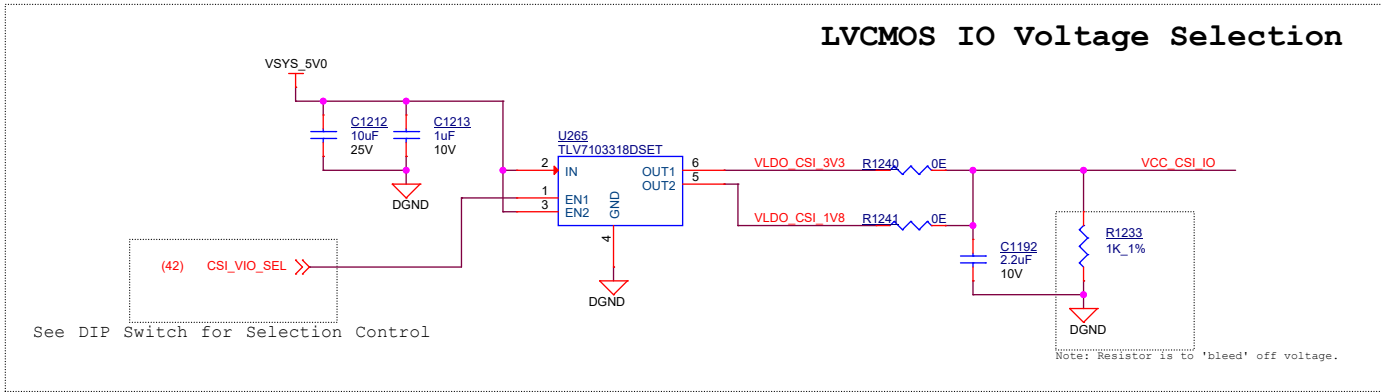 LVCMOS IO Voltage Selection
VSYS_5V0
C1212
10uF
25V
C1213
1uF
10V
DGND
U265
TLV7103318DSET
2
IN
1
EN1
3
EN2
GND
4
OUT1
6
OUT2
5
DGND
VLDO_CSI_3V3
R1240
0E
VCC_CSI_IO
VLDO_CSI_1V8
R1241
0E
C1192
2.2uF
10V
R1233
1K_1%
DGND
Note: Resistor is to 'bleed' off voltage.
(42) CSI_VIO_SEL
See DIP Switch for Selection Control